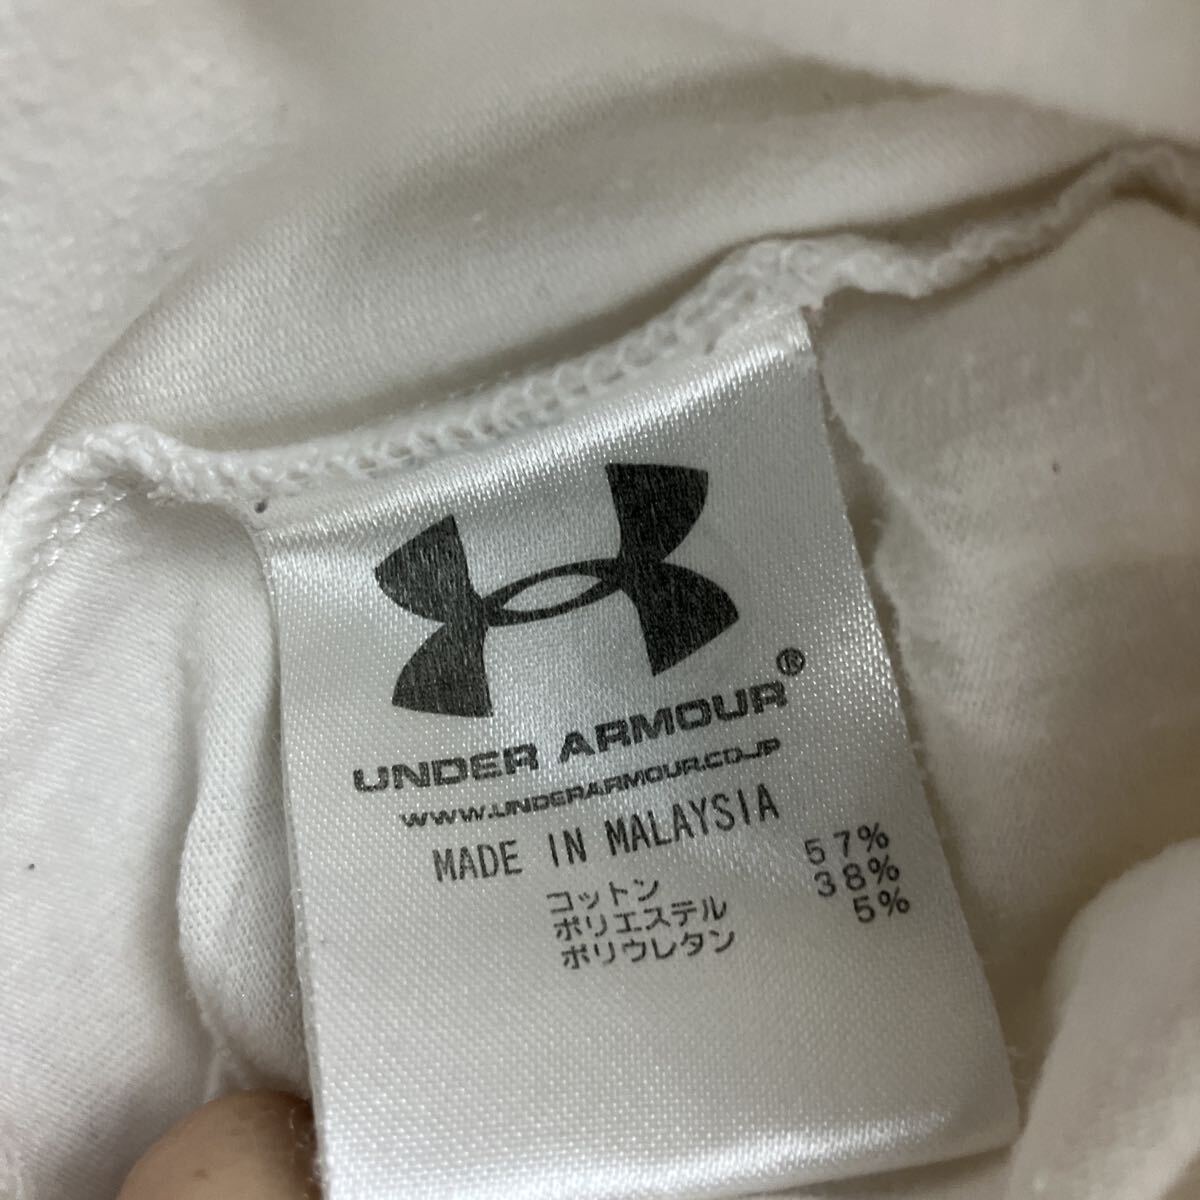 UNDER ARMOUR®
WWW.UNDERARMOUR.CO.JP
MADE IN MALAYSIA
コットン 57%
ポリエステル 38%
ポリウレタン 5%